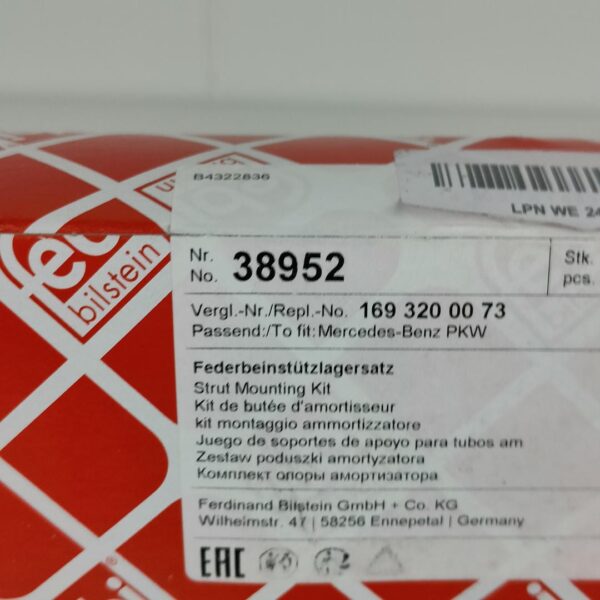 B4322836
LPN WE 24
bilstein
Nr.
No. 38952
Stk.
pcs.
Vergl.-Nr./Repl.-No. 169 320 00 73
Passend:/To fit: Mercedes-Benz PKW
Federbeinstützlagersatz
Strut Mounting Kit
Kit de butée d'amortisseur
kit montaggio ammortizzatore
Juego de soportes de apoyo para tubos am
Zestaw poduszki amortyzatora
Комплект опоры амортизатора
Ferdinand Bilstein GmbH + Co. KG
Wilhelmstr. 47 | 58256 Ennepetal | Germany
EAC